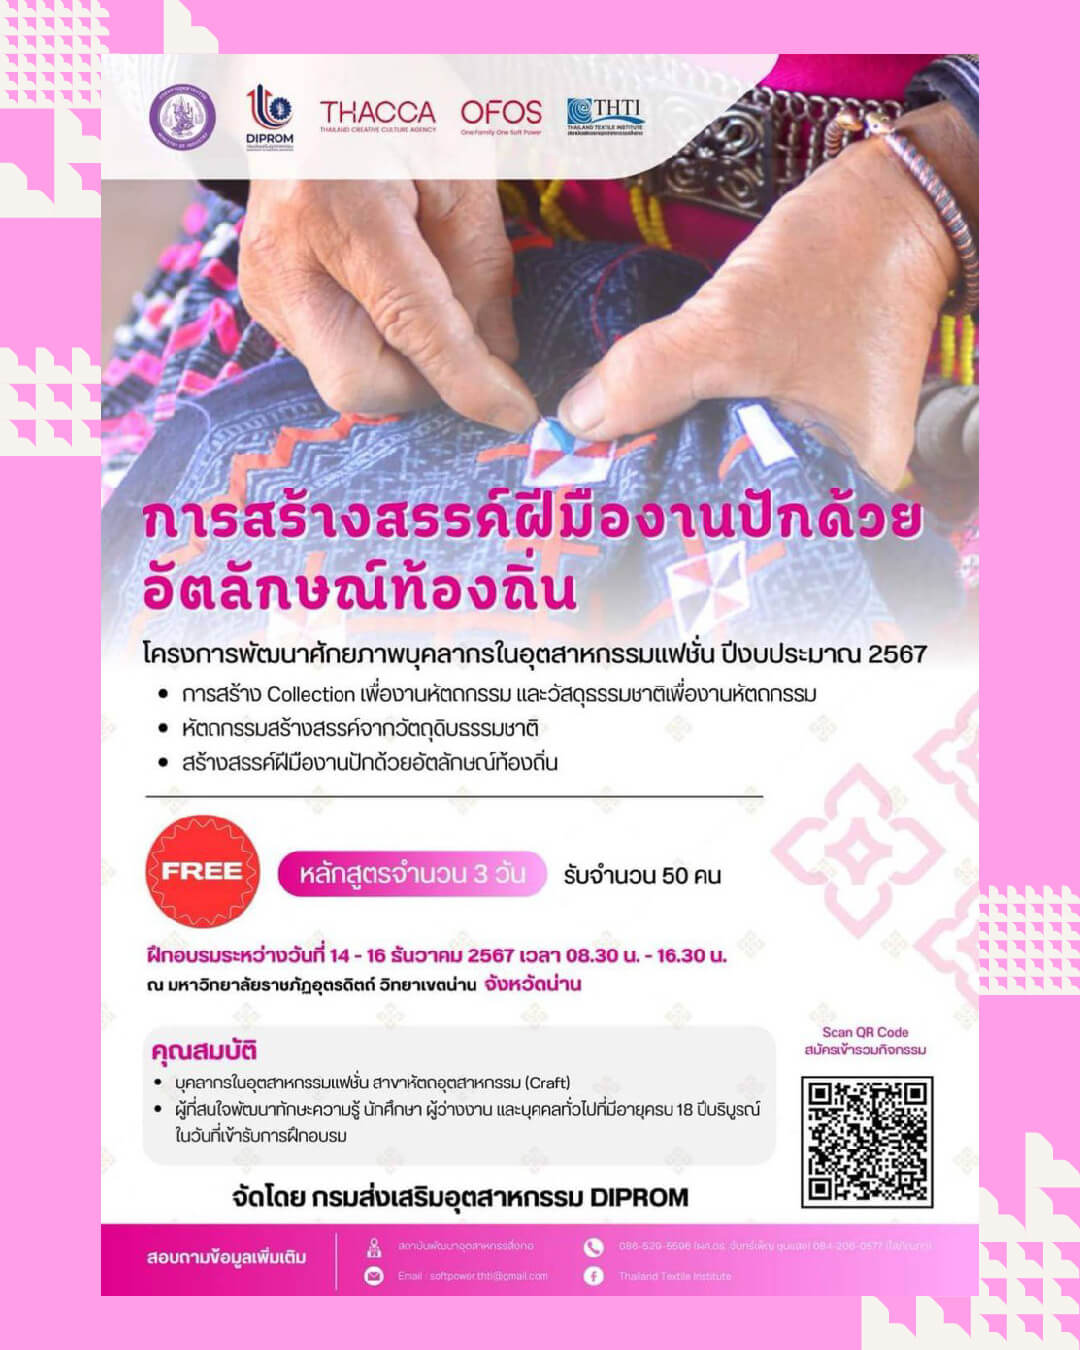 DIPROM
THACCA
THAILAND CREATIVE CULTURE AGENCY
OFOS
One Family One Soft Power
THTI
THAILAND TEXTILE INSTITUTE
การสร้างสรรค์ฝีมืองานปักด้วย
อัตลักษณ์ท้องถิ่น
โครงการพัฒนาศักยภาพบุคลากรในอุตสาหกรรมแฟชั่น ปีงบประมาณ 2567
• การสร้าง Collection เพื่องานหัตถกรรม และวัสดุธรรมชาติเพื่องานหัตถกรรม
• หัตถกรรมสร้างสรรค์จากวัตถุดิบธรรมชาติ
• สร้างสรรค์ฝีมืองานปักด้วยอัตลักษณ์ท้องถิ่น
FREE
หลักสูตรจำนวน 3 วัน
รับจำนวน 50 คน
ฝึกอบรมระหว่างวันที่ 14 - 16 ธันวาคม 2567 เวลา 08.30 น. - 16.30 น.
ณ มหาวิทยาลัยราชภัฏอุตรดิตถ์ วิทยาเขตน่าน จังหวัดน่าน
คุณสมบัติ
• บุคลากรในอุตสาหกรรมแฟชั่น สาขาหัตถอุตสาหกรรม (Craft)
• ผู้ที่สนใจพัฒนาทักษะความรู้ นักศึกษา ผู้ว่างงาน และบุคคลทั่วไปที่มีอายุครบ 18 ปีบริบูรณ์
ในวันที่เข้ารับการฝึกอบรม
Scan QR Code
สมัครเข้าร่วมกิจกรรม
จัดโดย กรมส่งเสริมอุตสาหกรรม DIPROM
สอบถามข้อมูลเพิ่มเติม
สถาบันพัฒนาอุตสาหกรรมสิ่งทอ
Email : softpower.thti@gmail.com
Thailand Textile Institute